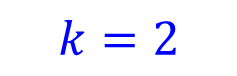 k = 2